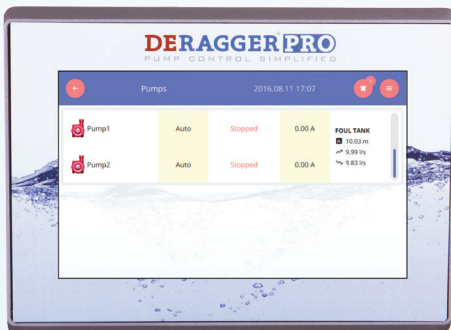 DERAGGER PRO
PUMP CONTROL SIMPLIFIED
Pumps 2016.08.11 17:07
Pump1 Auto Stopped 0.00 A
Pump2 Auto Stopped 0.00 A
FOUL TANK
10.03 m
9.99 l/s
9.83 l/s